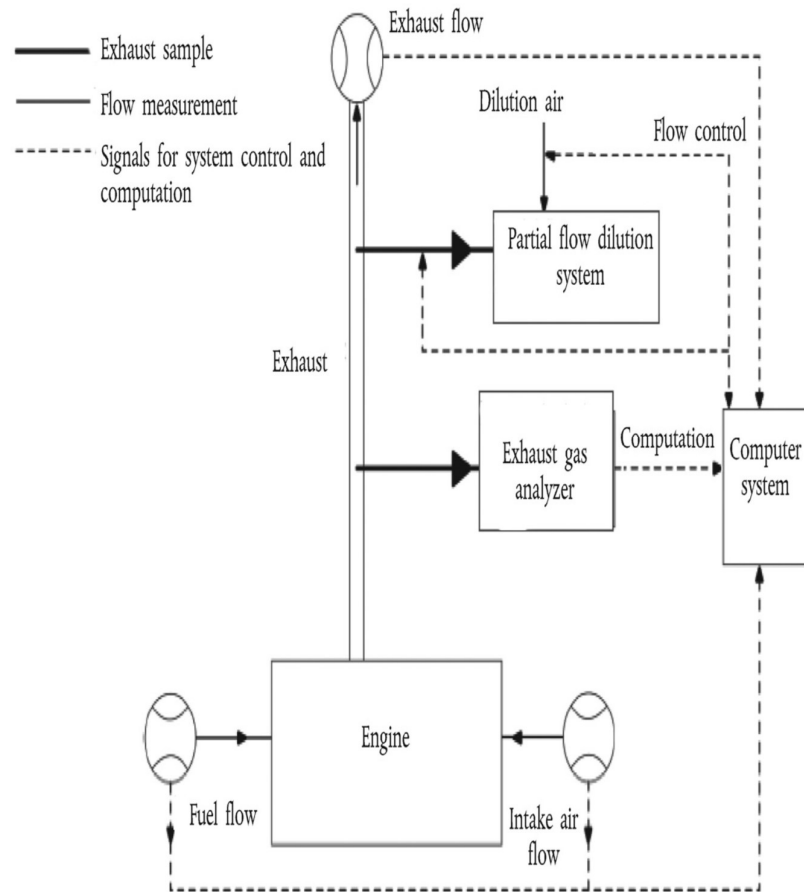 Exhaust sample
Flow measurement
Signals for system control and
computation
Exhaust flow
Dilution air
Flow control
Partial flow dilution
system
Exhaust
Exhaust gas
analyzer
Computation
Computer
system
Engine
Fuel flow
Intake air
flow